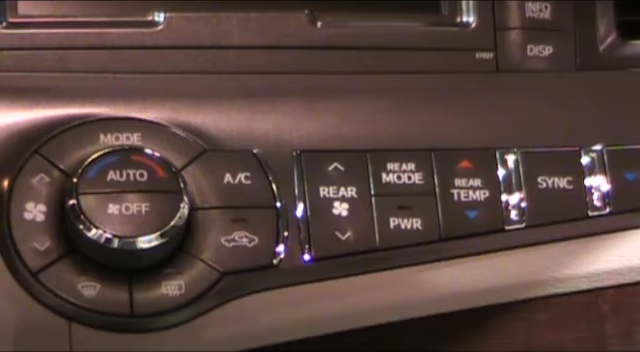 INFO
PHONE
DISP
MODE
AUTO
OFF
A/C
REAR
REAR
MODE
PWR
REAR
TEMP
SYNC